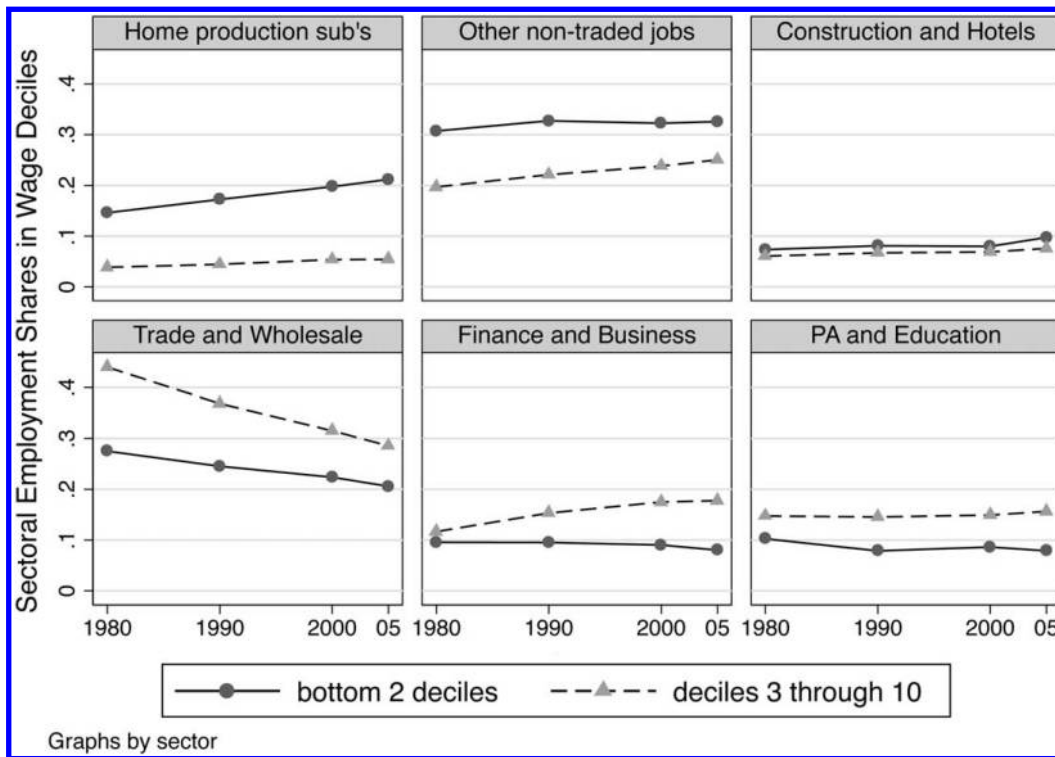 Sectoral Employment Shares in Wage Deciles
Home production sub's
Other non-traded jobs
Construction and Hotels
.4
.3
.2
.1
0
Trade and Wholesale
Finance and Business
PA and Education
.4
.3
.2
.1
0
1980 1990 2000 05
1980 1990 2000 05
1980 1990 2000 05
bottom 2 deciles
deciles 3 through 10
Graphs by sector